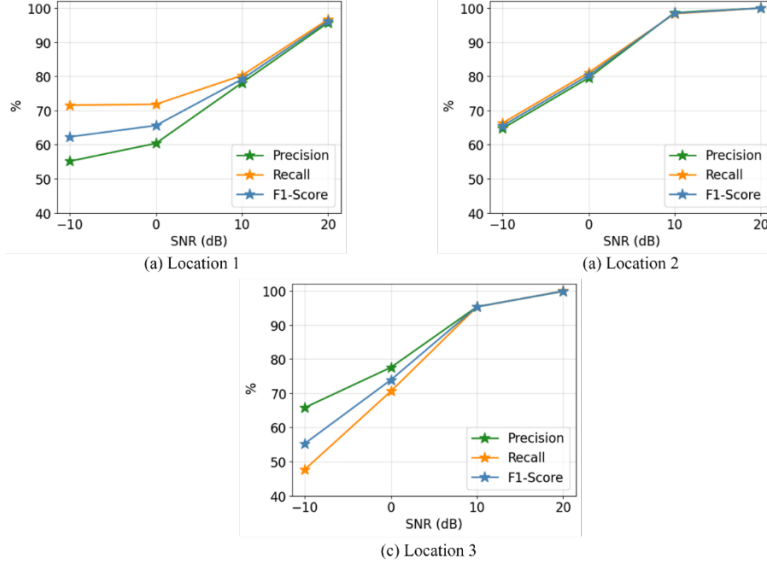 100
90
80
70
60
50
40
%
−10
0
10
20
SNR (dB)
Precision
Recall
F1-Score
(a) Location 1
100
90
80
70
60
50
40
%
−10
0
10
20
SNR (dB)
Precision
Recall
F1-Score
(a) Location 2
100
90
80
70
60
50
40
%
−10
0
10
20
SNR (dB)
Precision
Recall
F1-Score
(c) Location 3